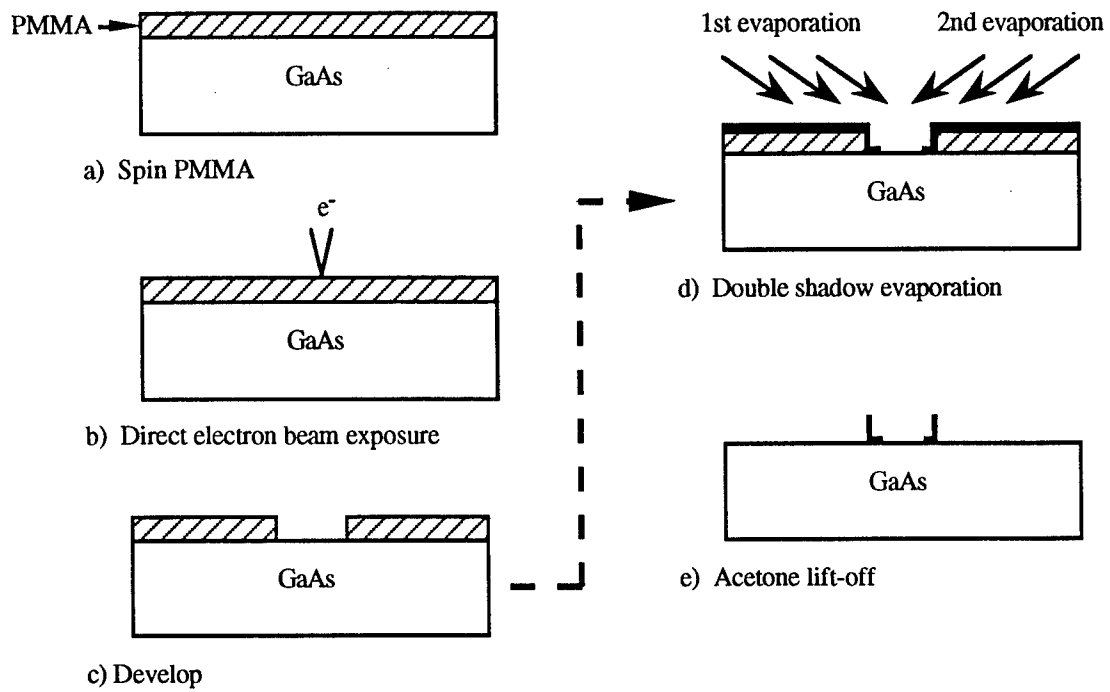 PMMA
GaAs
a) Spin PMMA
e-
GaAs
b) Direct electron beam exposure
GaAs
c) Develop
1st evaporation
2nd evaporation
GaAs
d) Double shadow evaporation
GaAs
e) Acetone lift-off